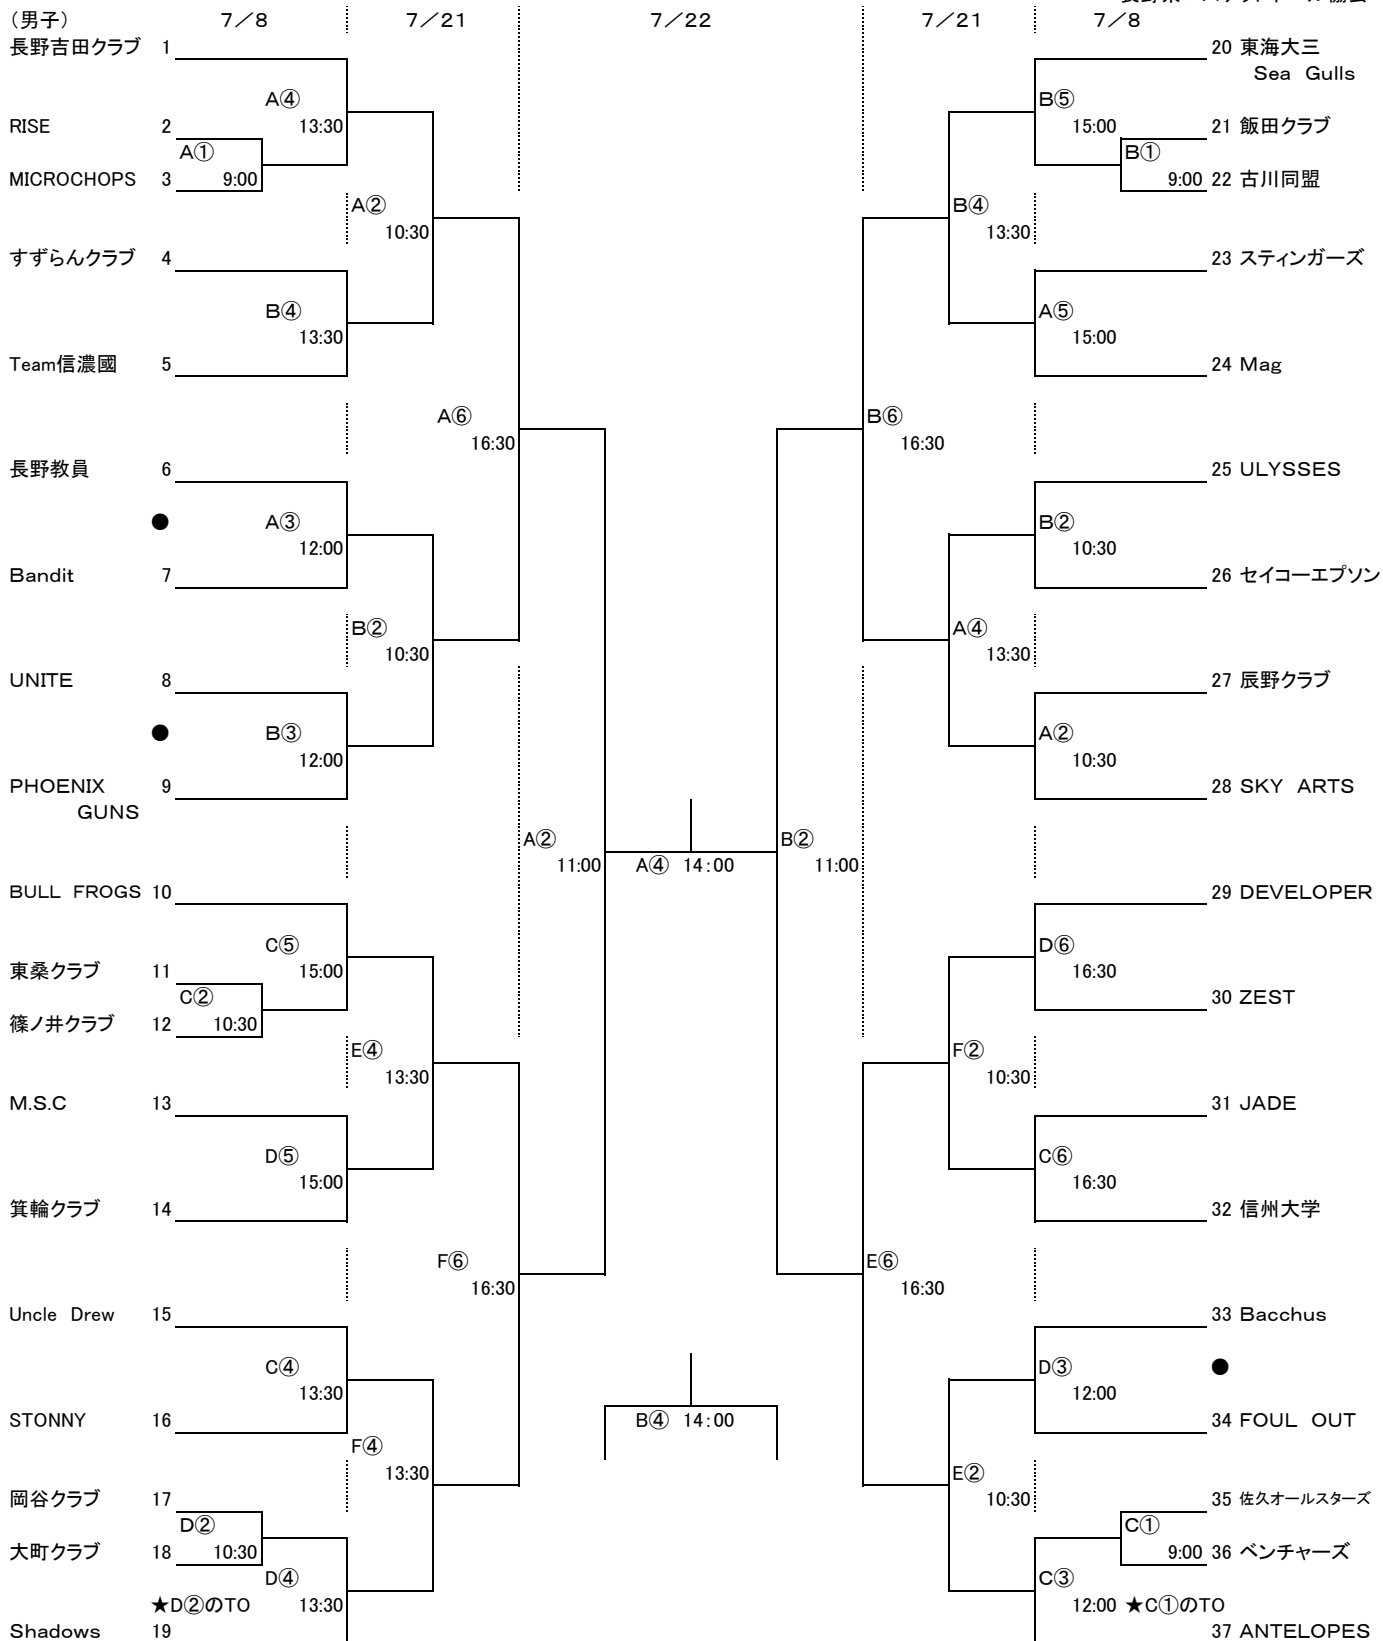 (男子) 7／8 7／21 7／22 7／21 7／8
長野吉田クラブ 1
20 東海大三
Sea Gulls
A④ B⑤
RISE 2 13:30 15:00 21 飯田クラブ
A① B①
MICROCHOPS 3 9:00 9:00 22 古川同盟
A② B④
10:30 13:30
すずらんクラブ 4 23 スティンガーズ
B④ A⑤
13:30 15:00
Team信濃國 5 24 Mag
A⑥ B⑥
16:30 16:30
長野教員 6 25 ULYSSES
● A③ B②
12:00 10:30
Bandit 7 26 セイコーエプソン
B② A④
10:30 13:30
UNITE 8 27 辰野クラブ
● B③ A②
12:00 10:30
PHOENIX 9 28 SKY ARTS
GUNS
A② B②
11:00 A④ 14:00 11:00
BULL FROGS 10 29 DEVELOPER
C⑤ D⑥
東桑クラブ 11 15:00 16:30
C② 30 ZEST
篠ノ井クラブ 12 10:30
E④ F②
13:30 10:30
M.S.C 13 31 JADE
D⑤ C⑥
15:00 16:30
箕輪クラブ 14 32 信州大学
F⑥ E⑥
16:30 16:30
Uncle Drew 15 33 Bacchus
C④ D③ ●
13:30 12:00
STONNY 16 B④ 14:00 34 FOUL OUT
F④ E②
13:30 10:30
岡谷クラブ 17 35 佐久オールスターズ
D② C①
大町クラブ 18 10:30 9:00 36 ベンチャーズ
D④ C③
★D②のTO 13:30 12:00 ★C①のTO
Shadows 19 37 ANTELOPES